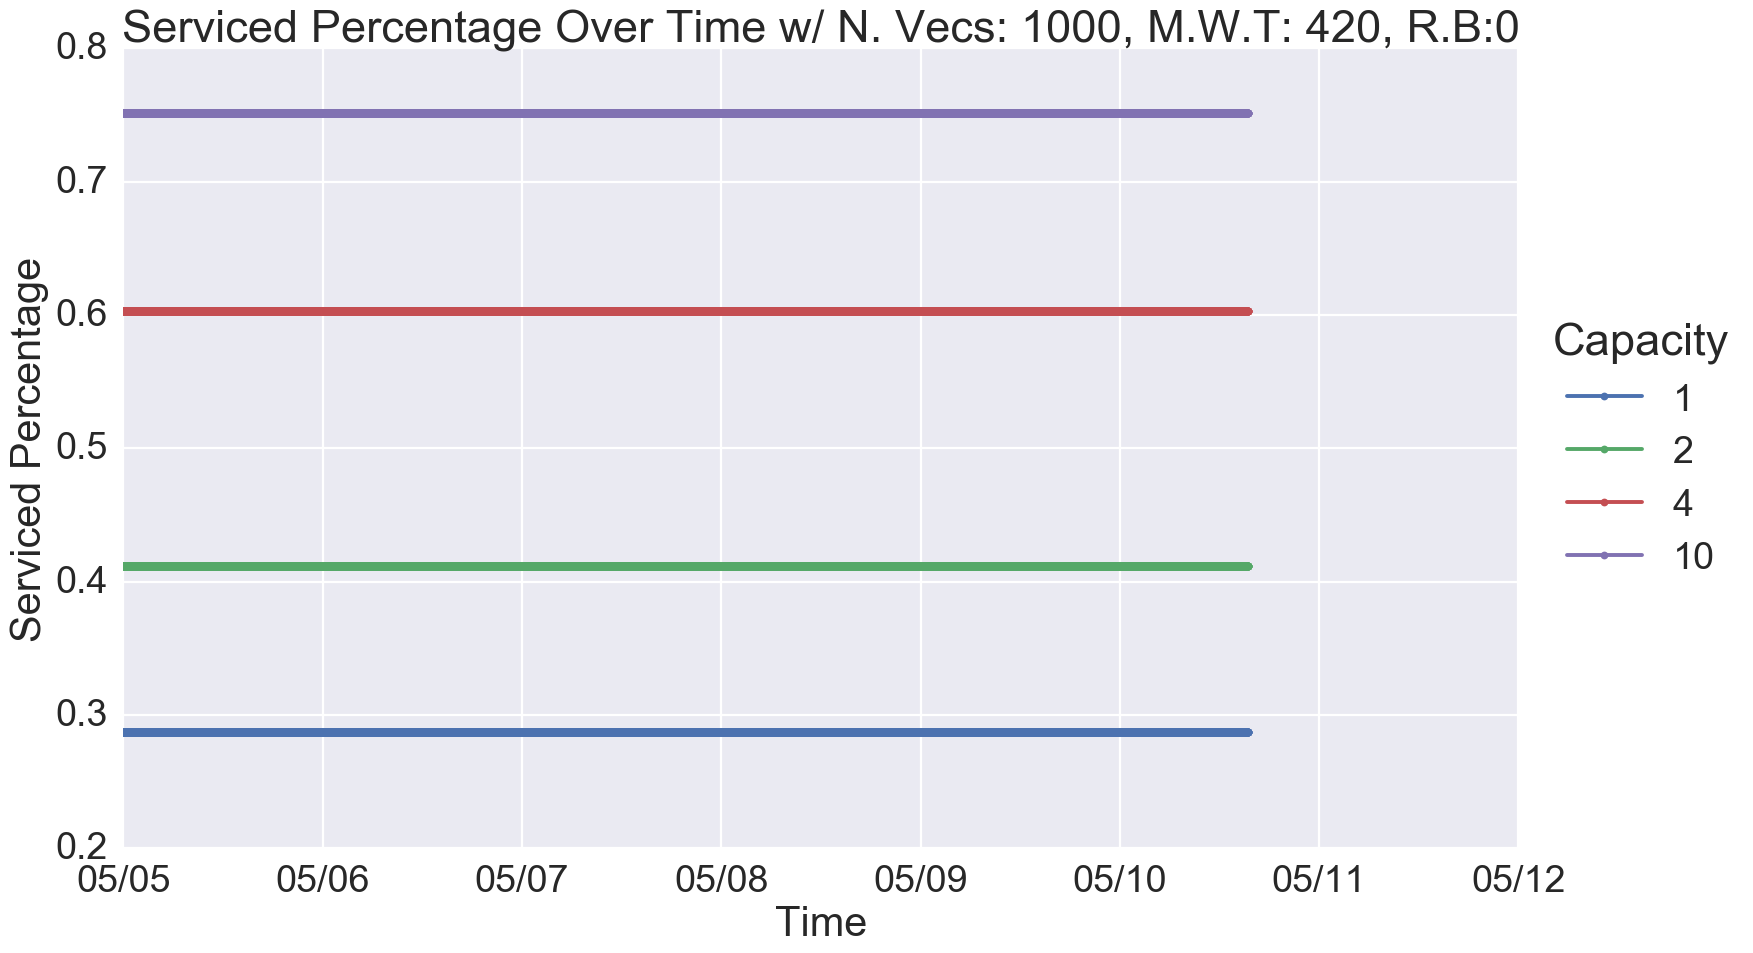 Serviced Percentage Over Time w/ N. Vecs: 1000, M.W.T: 420, R.B:0
Serviced Percentage
0.8
0.7
0.6
0.5
0.4
0.3
0.2
05/05 05/06 05/07 05/08 05/09 05/10 05/11 05/12
Time
Capacity
1
2
4
10